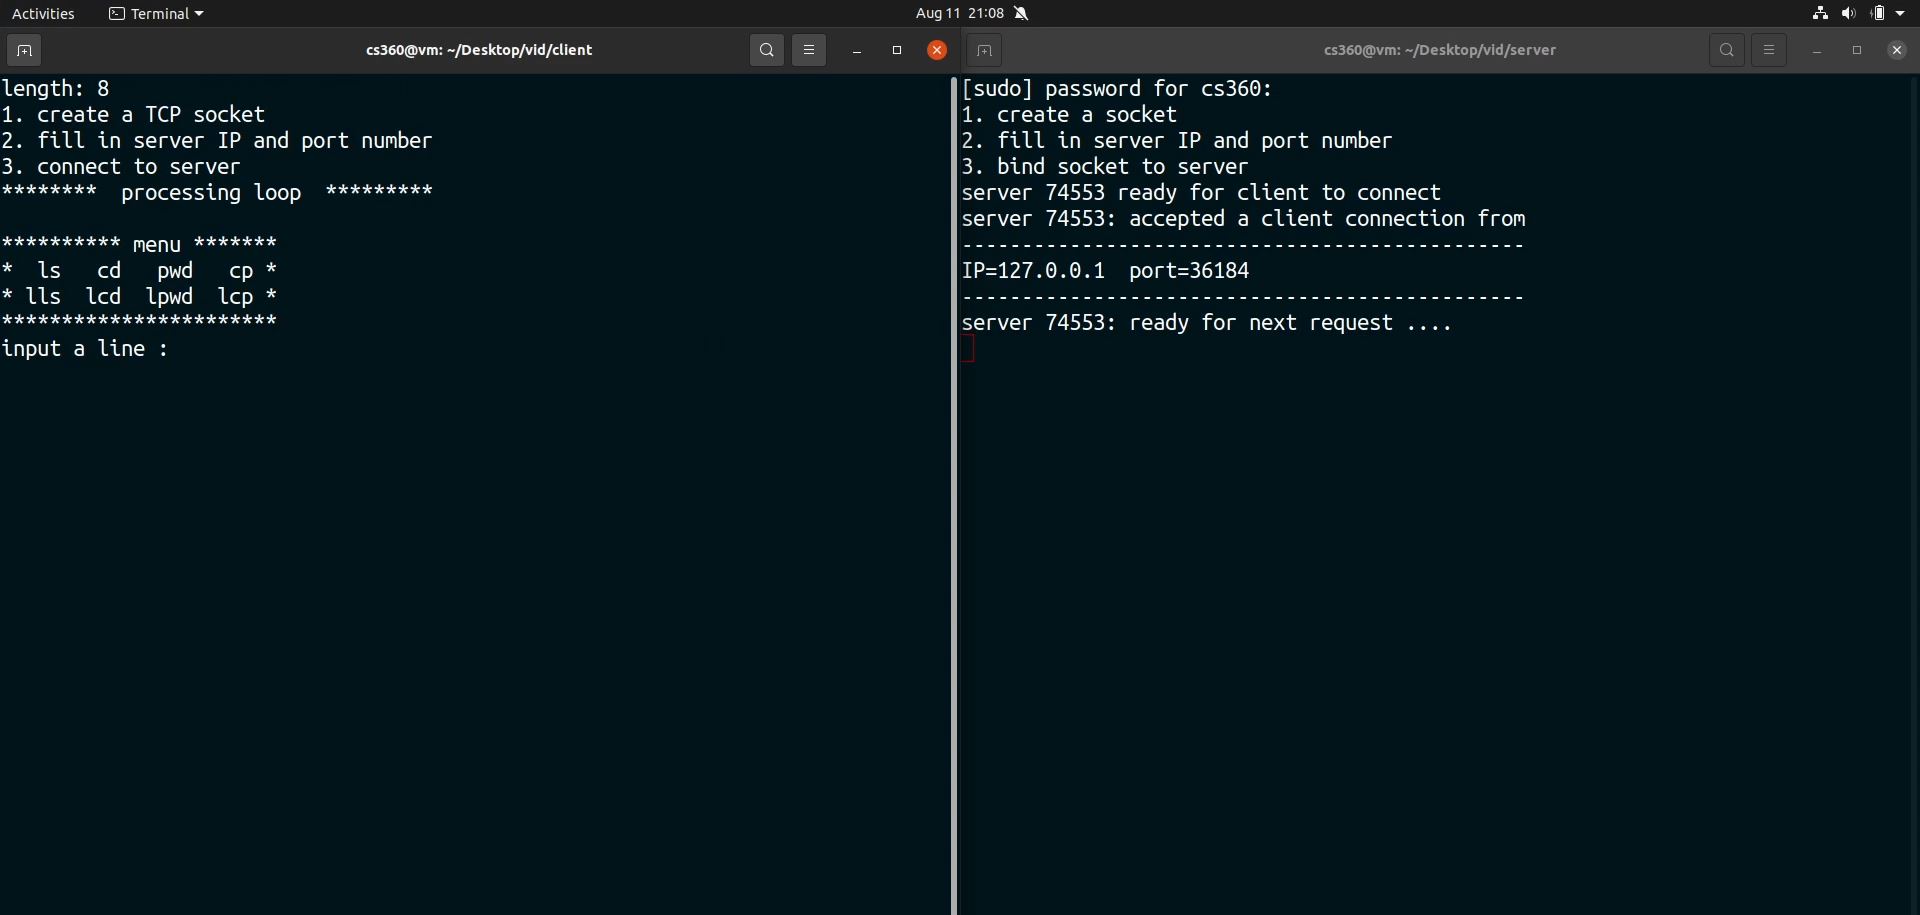 Activities Terminal Aug 11 21:08
cs360@vm: ~/Desktop/vid/client
length: 8
1. create a TCP socket
2. fill in server IP and port number
3. connect to server
******** processing loop *********
********** menu *******
* ls cd pwd cp *
* lls lcd lpwd lcp *
***********************
input a line :
cs360@vm: ~/Desktop/vid/server
[sudo] password for cs360:
1. create a socket
2. fill in server IP and port number
3. bind socket to server
server 74553 ready for client to connect
server 74553: accepted a client connection from
-----------------------------------------------
IP=127.0.0.1 port=36184
-----------------------------------------------
server 74553: ready for next request ....